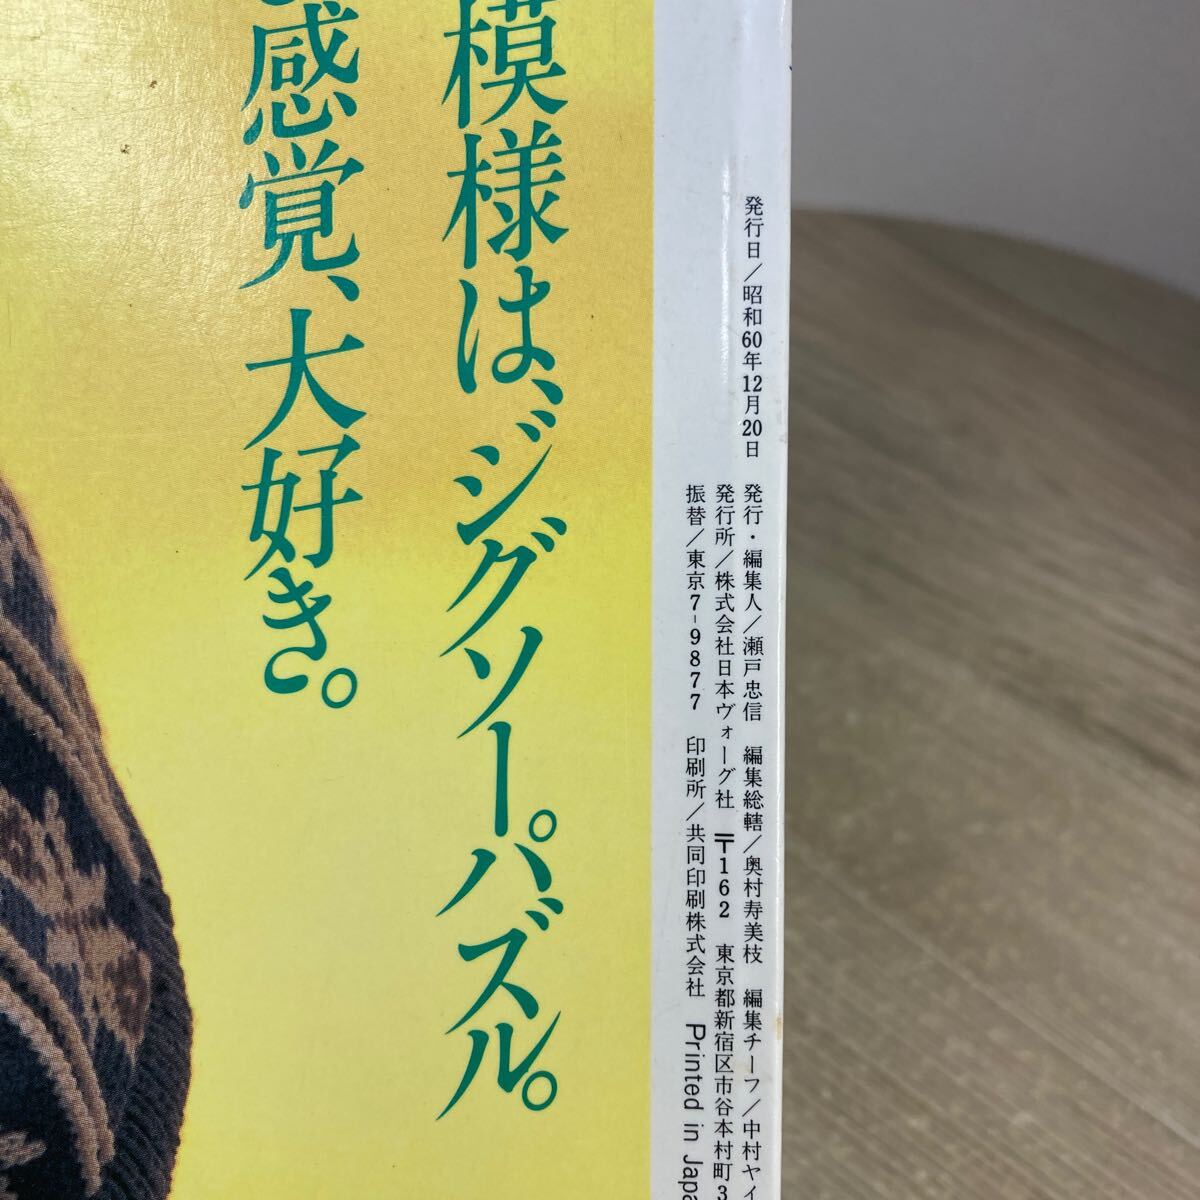 発行日／昭和60年12月20日
発行・編集人／瀬戸忠信　編集総轄／奥村寿美枝　編集チーフ／中村ヤイ
発行所／株式会社日本ヴォーグ社　〒162　東京都新宿区市谷本村町3
振替／東京7-9877　印刷所／共同印刷株式会社　Printed in Japa
模様は、ジグソーパズル。
感覚、大好き。